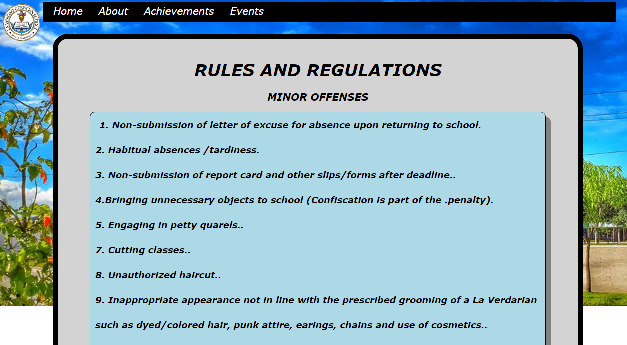 Home About Achievements Events
RULES AND REGULATIONS
MINOR OFFENSES
1. Non-submission of letter of excuse for absence upon returning to school.
2. Habitual absences /tardiness.
3. Non-submission of report card and other slips/forms after deadline..
4.Bringing unnecessary objects to school (Confiscation is part of the .penalty).
5. Engaging in petty quarels..
7. Cutting classes..
8. Unauthorized haircut..
9. Inappropriate appearance not in line with the prescribed grooming of a La Verdarian
such as dyed/colored hair, punk attire, earings, chains and use of cosmetics..